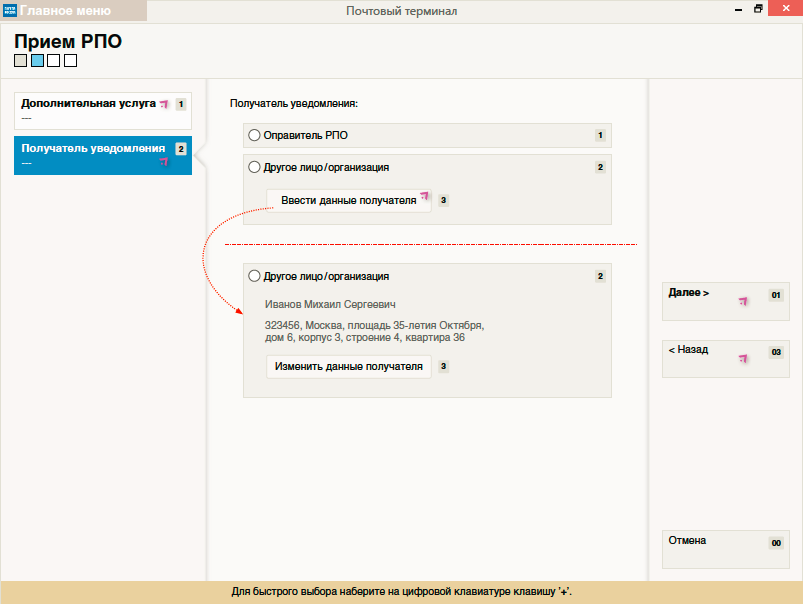 Главное меню
Почтовый терминал
Прием РПО
Дополнительная услуга 1
---
Получатель уведомления 2
---
Получатель уведомления:
Оправитель РПО 1
Другое лицо/организация 2
Ввести данные получателя 3
Другое лицо/организация 2
Иванов Михаил Сергеевич
323456, Москва, площадь 35-летия Октября,
дом 6, корпус 3, строение 4, квартира 36
Изменить данные получателя 3
Далее > 01
< Назад 03
Отмена 00
Для быстрого выбора наберите на цифровой клавиатуре клавишу '+'.